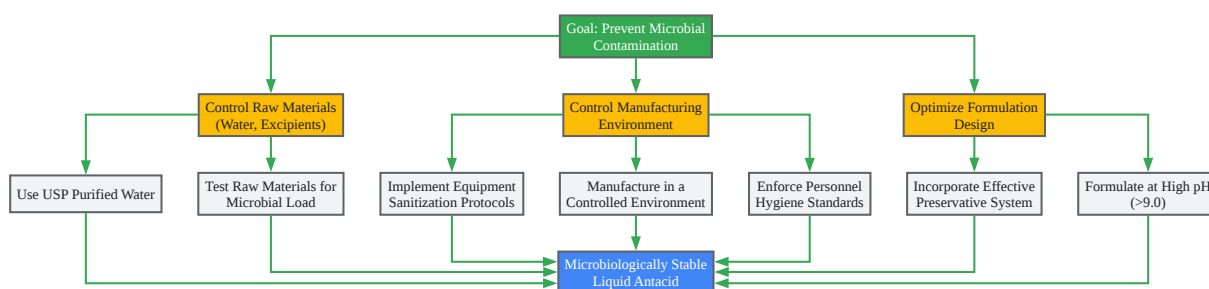 Goal: Prevent Microbial
Contamination
Control Raw Materials
(Water, Excipients)
Control Manufacturing
Environment
Optimize Formulation
Design
Use USP Purified Water
Test Raw Materials for
Microbial Load
Implement Equipment
Sanitization Protocols
Manufacture in a
Controlled Environment
Enforce Personnel
Hygiene Standards
Incorporate Effective
Preservative System
Formulate at High pH
(>9.0)
Microbiologically Stable
Liquid Antacid